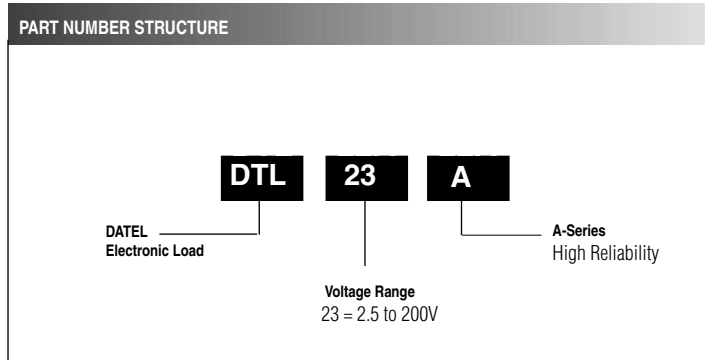 PART NUMBER STRUCTURE
DTL 23 A
DATEL
Electronic Load
A-Series
High Reliability
Voltage Range
23 = 2.5 to 200V